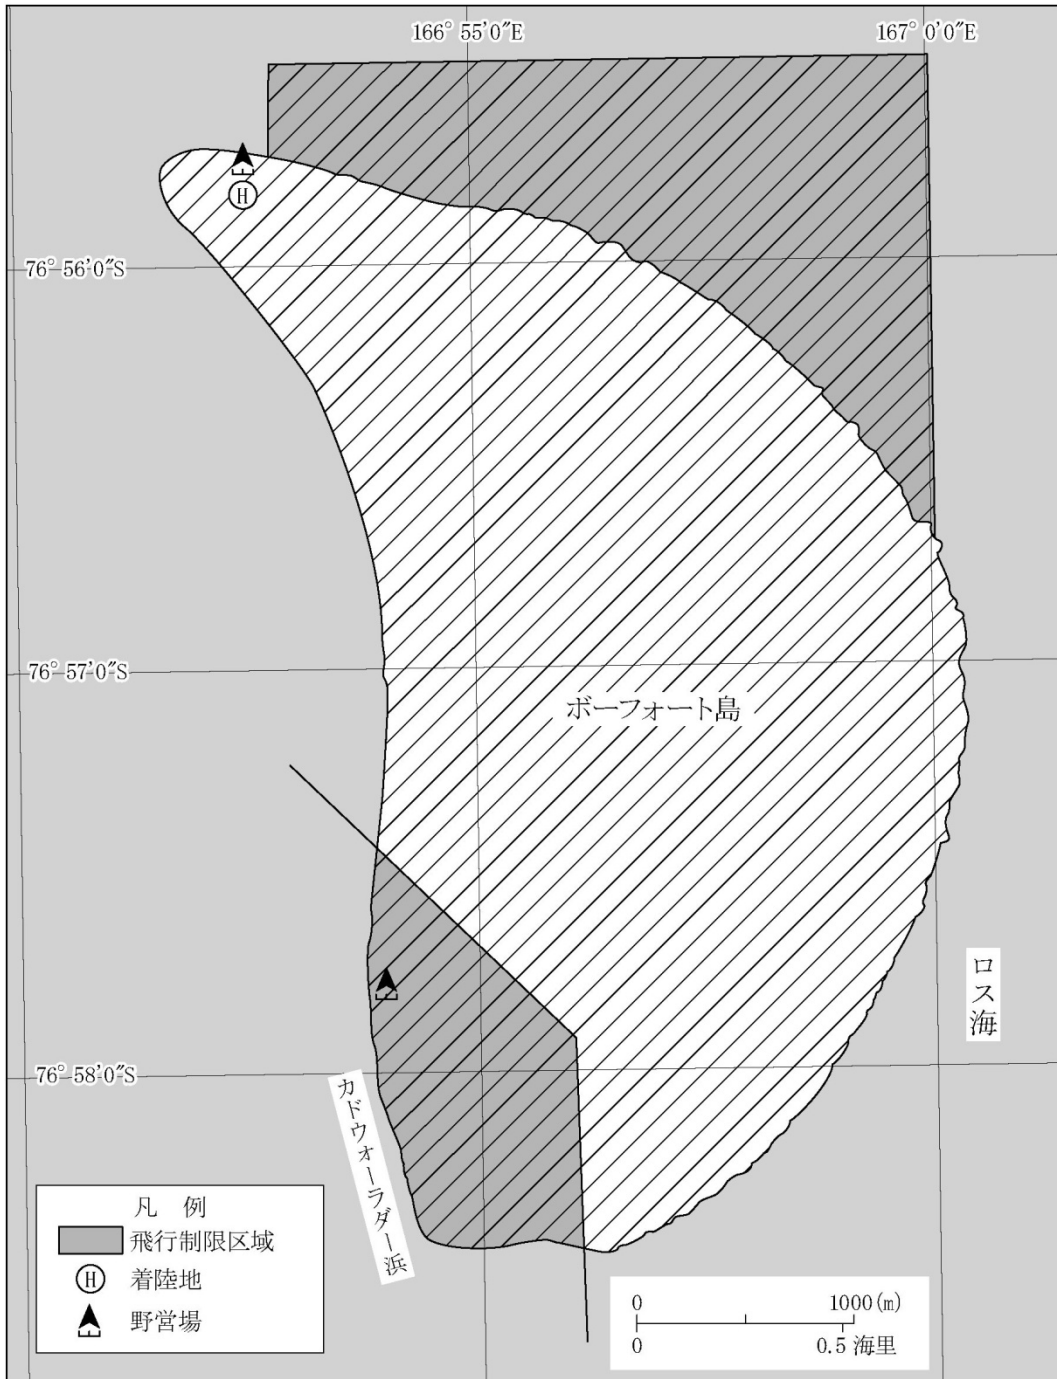 166° 55′0″E
167° 0′0″E
H
76° 56′0″S
76° 57′0″S
ボーフォート島
ロス海
76° 58′0″S
カドウォーラダー浜
凡 例
飛行制限区域
H 着陸地
野営場
0 1000(m)
0 0.5 海里